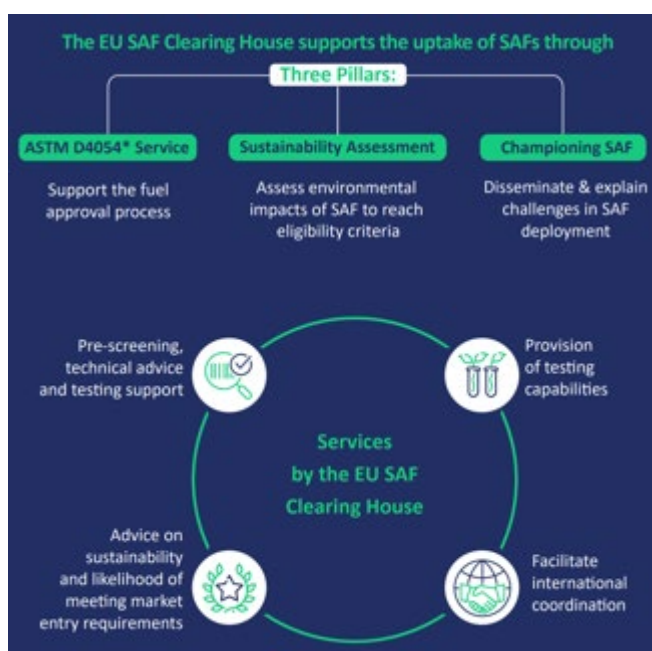 The EU SAF Clearing House supports the uptake of SAFs through
Three Pillars:
ASTM D4054* Service
Support the fuel
approval process
Sustainability Assessment
Assess environmental
impacts of SAF to reach
eligibility criteria
Championing SAF
Disseminate & explain
challenges in SAF
deployment
Pre-screening,
technical advice
and testing support
Provision
of testing
capabilities
Services
by the EU SAF
Clearing House
Advice on
sustainability
and likelihood of
meeting market
entry requirements
Facilitate
international
coordination